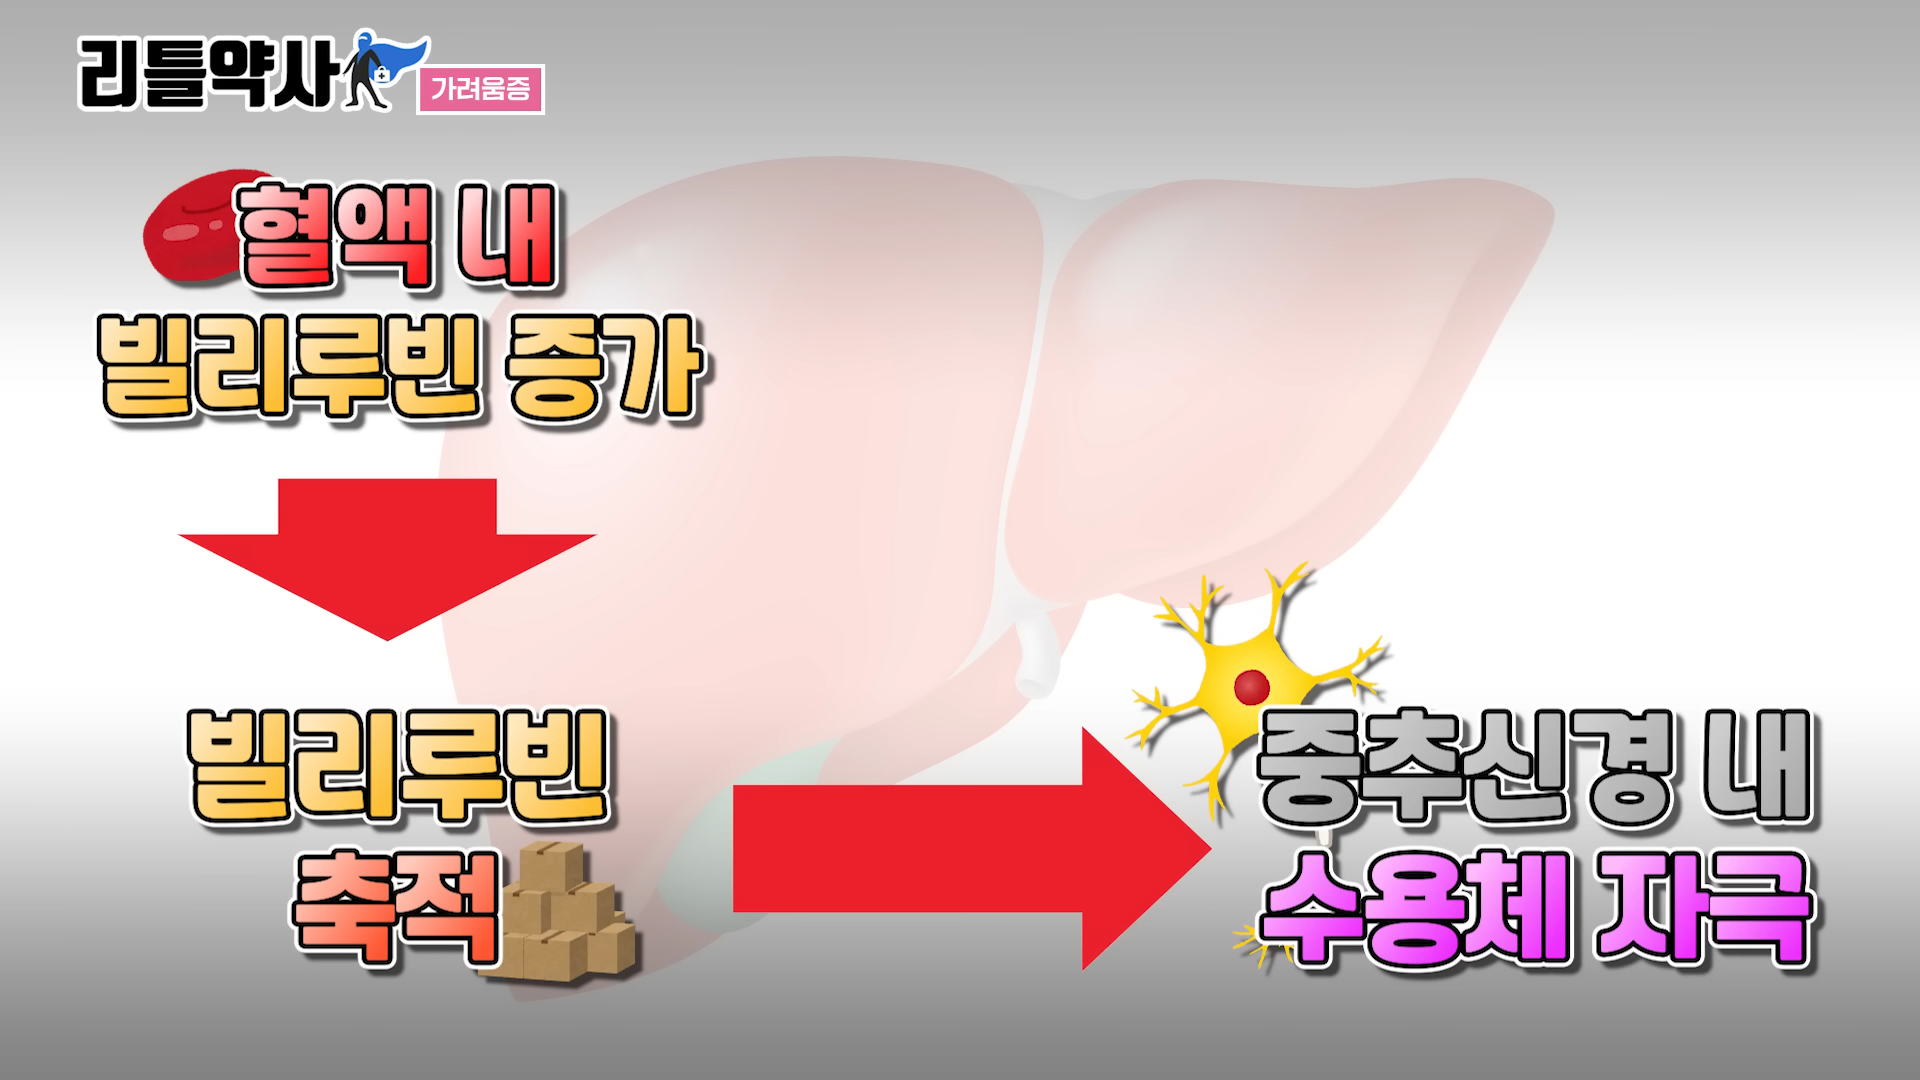 리틀약사
가려움증
혈액 내
빌리루빈 증가
빌리루빈
축적
중추신경 내
수용체 자극